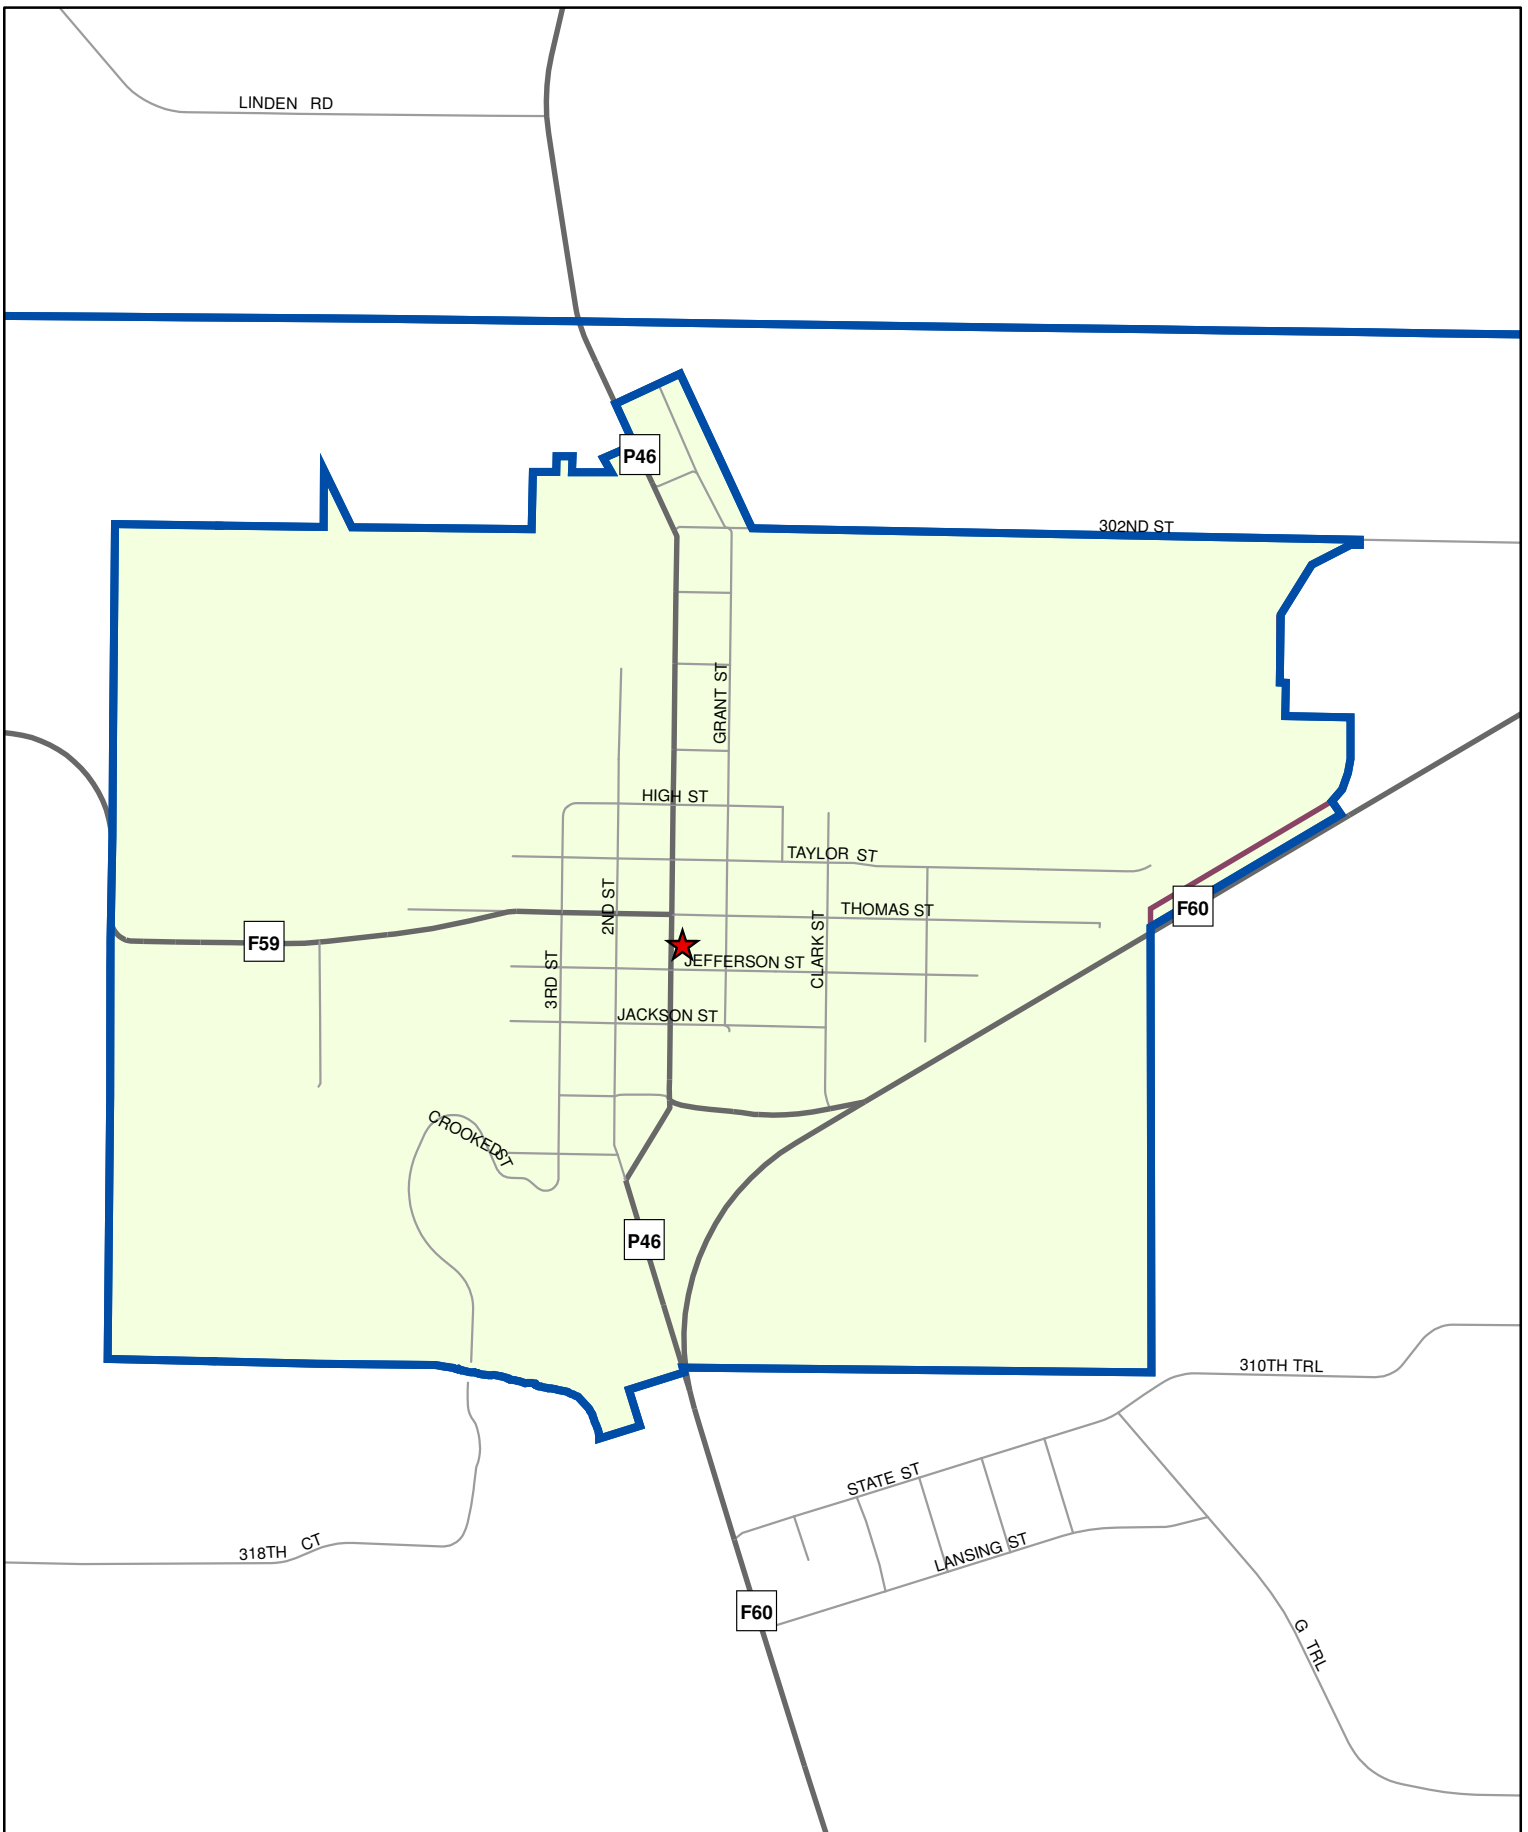 LINDEN RD
P46
302ND ST
GRANT ST
HIGH ST
TAYLOR ST
2ND ST
THOMAS ST
F60
CLARK ST
F59
3RD ST
JEFFERSON ST
JACKSON ST
CROOKED ST
P46
310TH TRL
STATE ST
318TH CT
LANSING ST
F60
G TRL